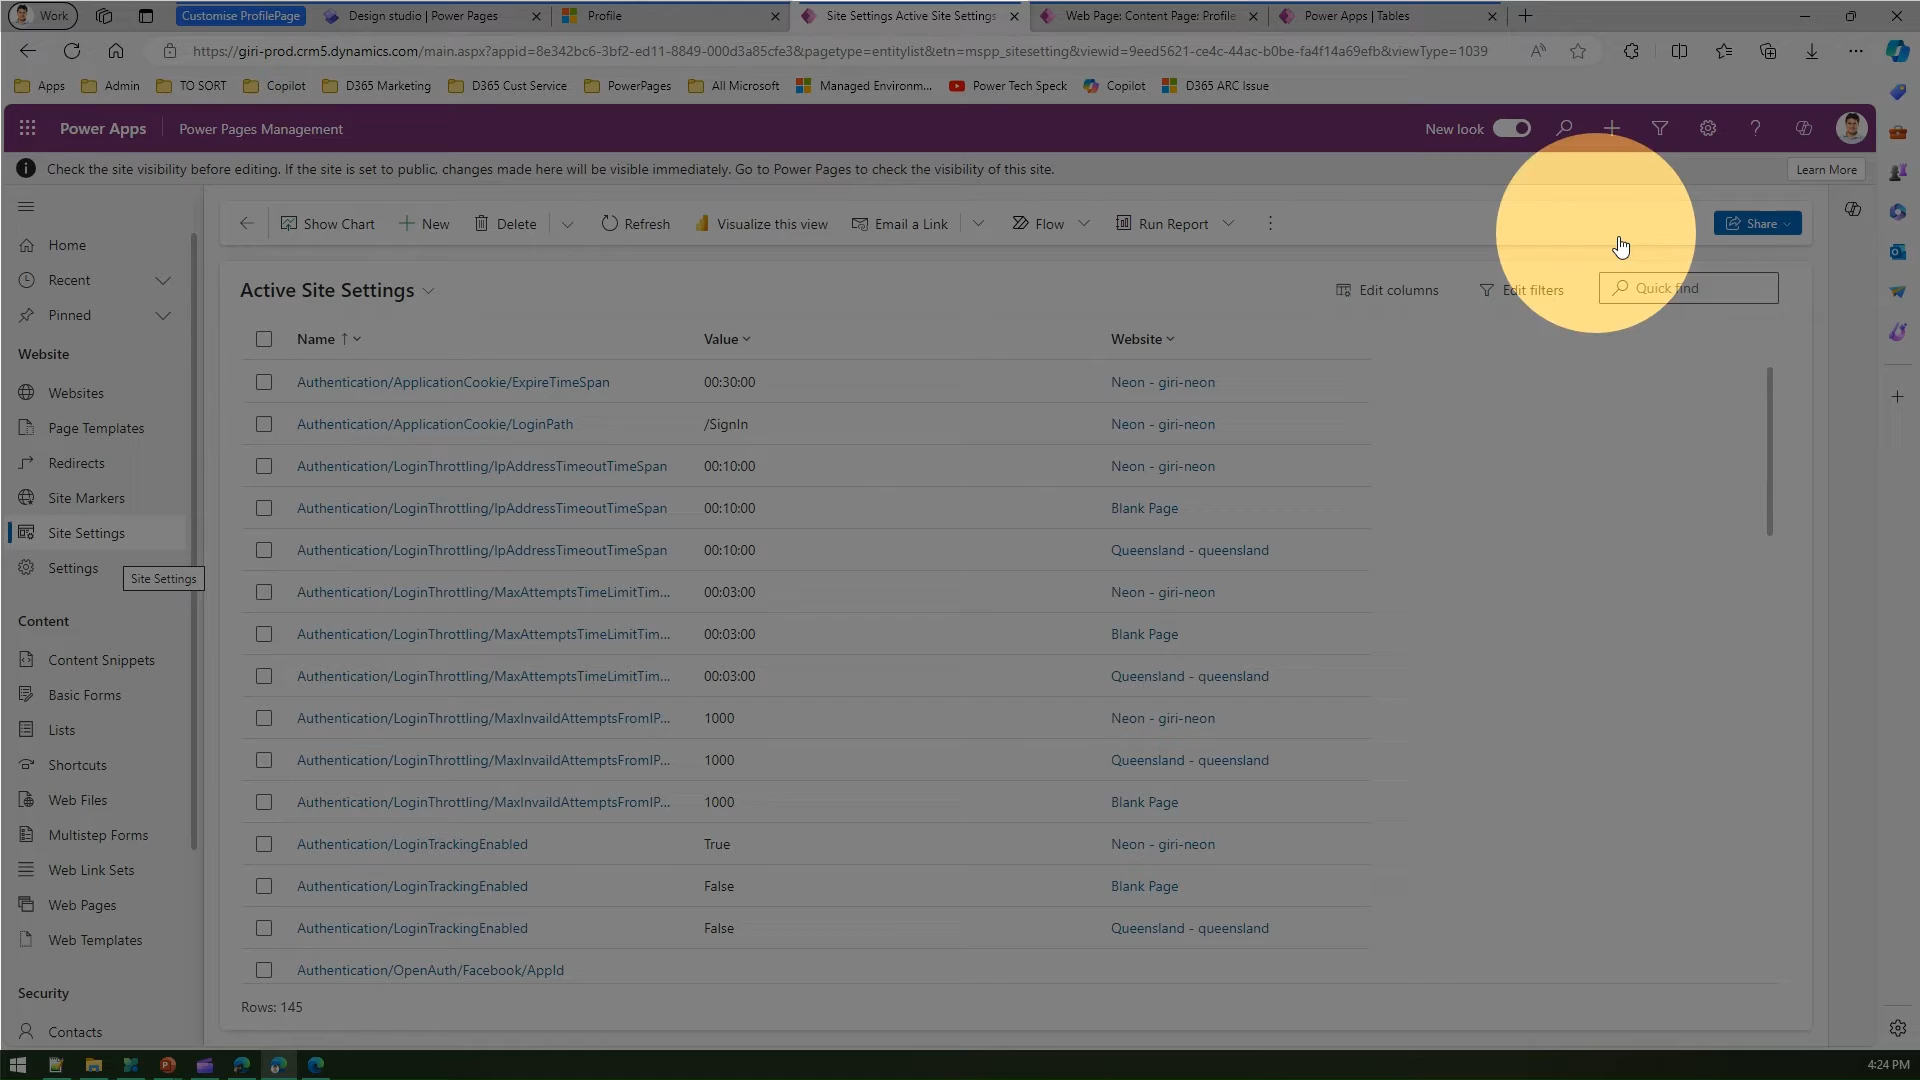 Work
Customise ProfilePage
Design studio | Power Pages
Profile
Site Settings Active Site Settings
Web Page: Content Page: Profile
Power Apps | Tables
https://giri-prod.crm5.dynamics.com/main.aspx?appid=8e342bc6-3bf2-ed11-8849-000d3a85cfe3&pagetype=entitylist&etn=mspp_sitesetting&viewid=9eed5621-ce4c-44ac-b0be-fa4f14a69efb&viewType=1039
Apps
Admin
TO SORT
Copilot
D365 Marketing
D365 Cust Service
PowerPages
All Microsoft
Managed Environm...
Power Tech Speck
Copilot
D365 ARC Issue
Power Apps
Power Pages Management
New look
Check the site visibility before editing. If the site is set to public, changes made here will be visible immediately. Go to Power Pages to check the visibility of this site.
Learn More
Show Chart
New
Delete
Refresh
Visualize this view
Email a Link
Flow
Run Report
Share
Home
Recent
Pinned
Website
Websites
Page Templates
Redirects
Site Markers
Site Settings
Settings
Site Settings
Content
Content Snippets
Basic Forms
Lists
Shortcuts
Web Files
Multistep Forms
Web Link Sets
Web Pages
Web Templates
Security
Contacts
Active Site Settings
Edit columns
Edit filters
Quick find
Name ↑ Value Website
Authentication/ApplicationCookie/ExpireTimeSpan 00:30:00 Neon - giri-neon
Authentication/ApplicationCookie/LoginPath /SignIn Neon - giri-neon
Authentication/LoginThrottling/IpAddressTimeoutTimeSpan 00:10:00 Neon - giri-neon
Authentication/LoginThrottling/IpAddressTimeoutTimeSpan 00:10:00 Blank Page
Authentication/LoginThrottling/IpAddressTimeoutTimeSpan 00:10:00 Queensland - queensland
Authentication/LoginThrottling/MaxAttemptsTimeLimitTim... 00:03:00 Neon - giri-neon
Authentication/LoginThrottling/MaxAttemptsTimeLimitTim... 00:03:00 Blank Page
Authentication/LoginThrottling/MaxAttemptsTimeLimitTim... 00:03:00 Queensland - queensland
Authentication/LoginThrottling/MaxInvaildAttemptsFromIP... 1000 Neon - giri-neon
Authentication/LoginThrottling/MaxInvaildAttemptsFromIP... 1000 Queensland - queensland
Authentication/LoginThrottling/MaxInvaildAttemptsFromIP... 1000 Blank Page
Authentication/LoginTrackingEnabled True Neon - giri-neon
Authentication/LoginTrackingEnabled False Blank Page
Authentication/LoginTrackingEnabled False Queensland - queensland
Authentication/OpenAuth/Facebook/AppId
Rows: 145
4:24 PM